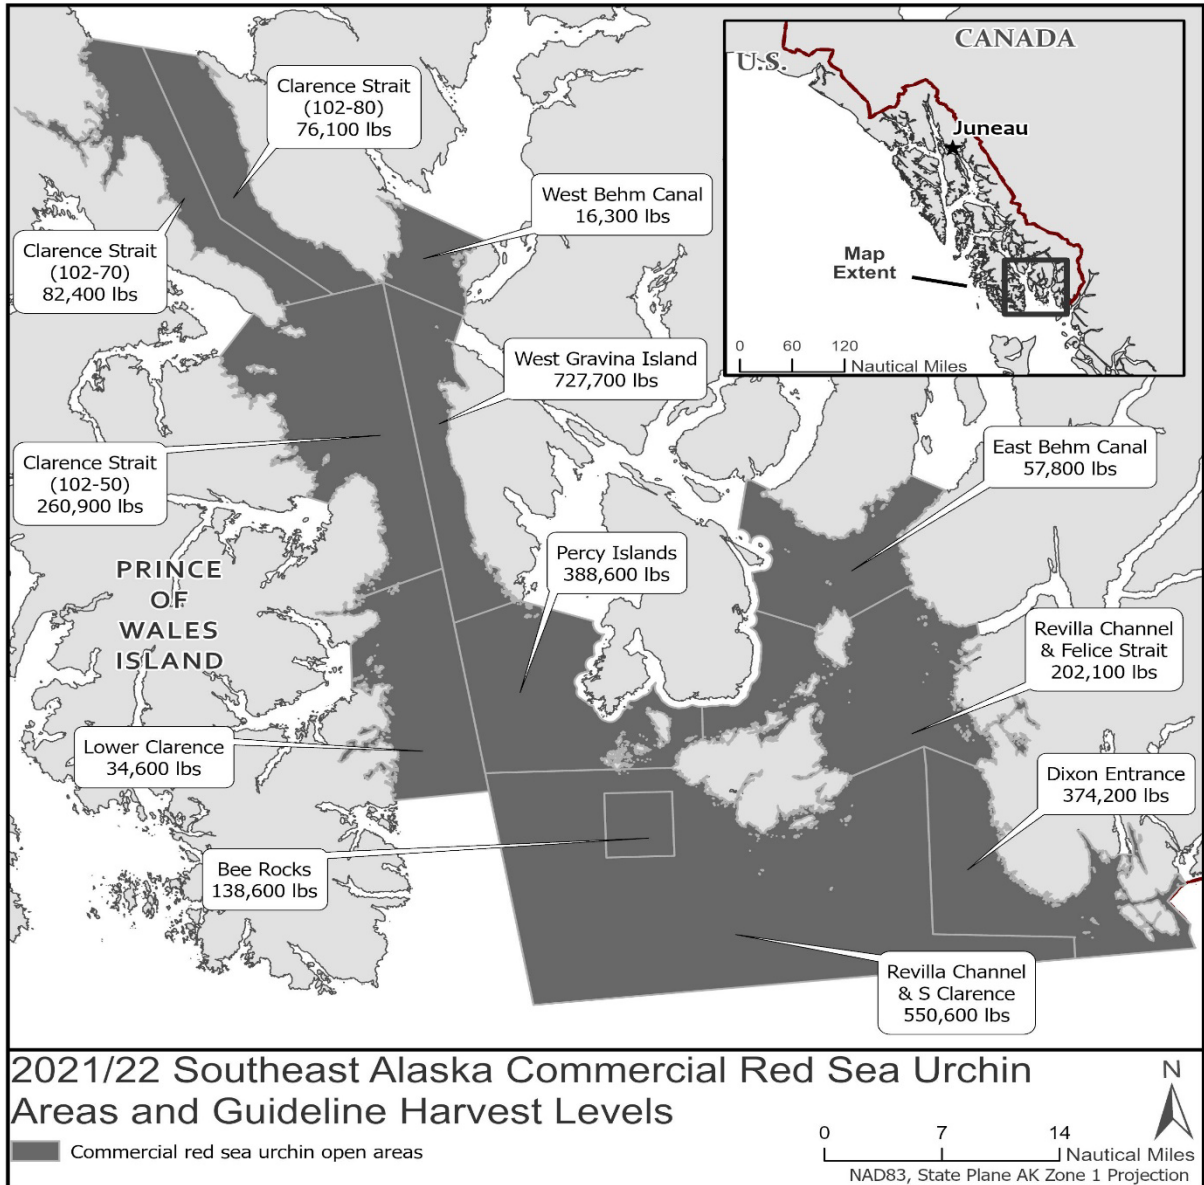 CANADA
U.S.
Juneau
Map
Extent
0 60 120
Nautical Miles
Clarence Strait
(102-80)
76,100 lbs
West Behm Canal
16,300 lbs
Clarence Strait
(102-70)
82,400 lbs
West Gravina Island
727,700 lbs
East Behm Canal
57,800 lbs
Clarence Strait
(102-50)
260,900 lbs
Percy Islands
388,600 lbs
PRINCE
OF
WALES
ISLAND
Revilla Channel
& Felice Strait
202,100 lbs
Lower Clarence
34,600 lbs
Dixon Entrance
374,200 lbs
Bee Rocks
138,600 lbs
Revilla Channel
& S Clarence
550,600 lbs
2021/22 Southeast Alaska Commercial Red Sea Urchin
Areas and Guideline Harvest Levels
Commercial red sea urchin open areas
N
0 7 14
Nautical Miles
NAD83, State Plane AK Zone 1 Projection